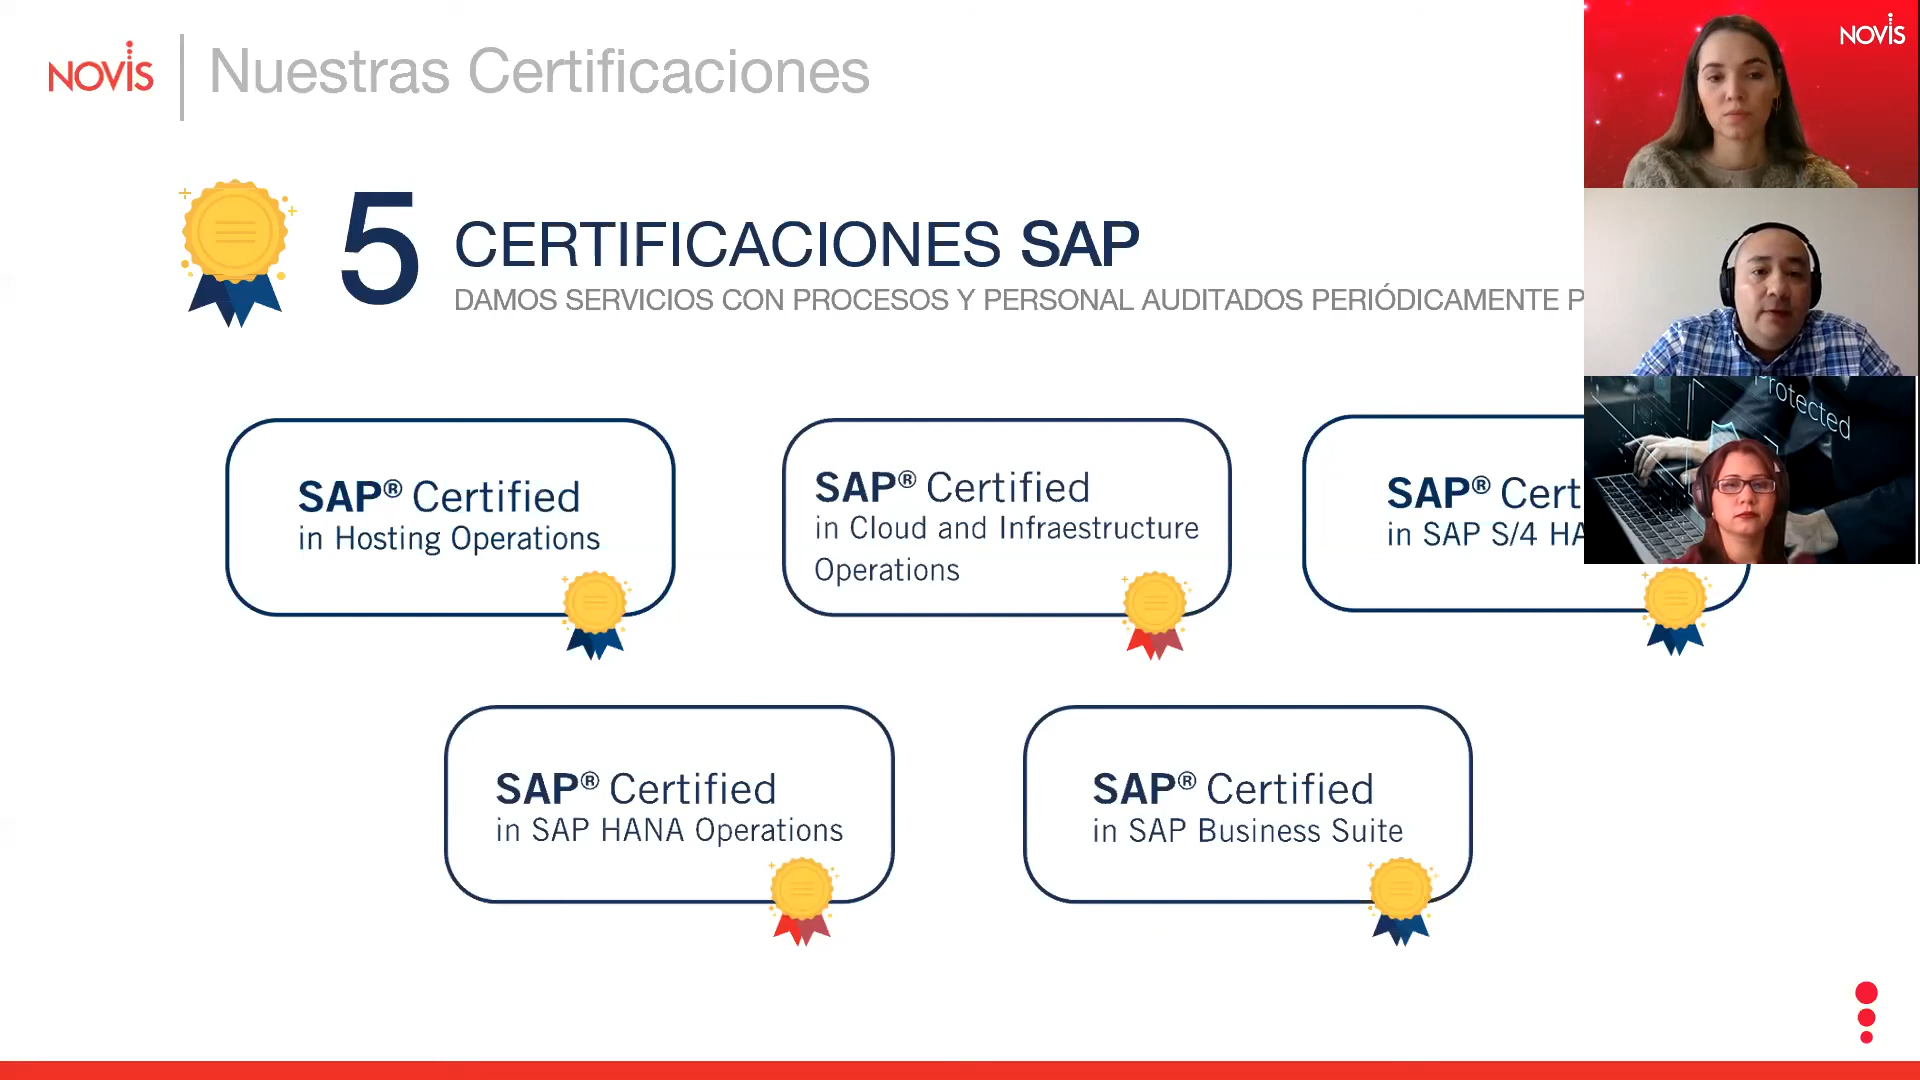 NOVIS
Nuestras Certificaciones
5 CERTIFICACIONES SAP
DAMOS SERVICIOS CON PROCESOS Y PERSONAL AUDITADOS PERIÓDICAMENTE
SAP® Certified
in Hosting Operations
SAP® Certified
in Cloud and Infraestructure
Operations
SAP® Cert
in SAP S/4 HA
SAP® Certified
in SAP HANA Operations
SAP® Certified
in SAP Business Suite
NOVIS
Protected